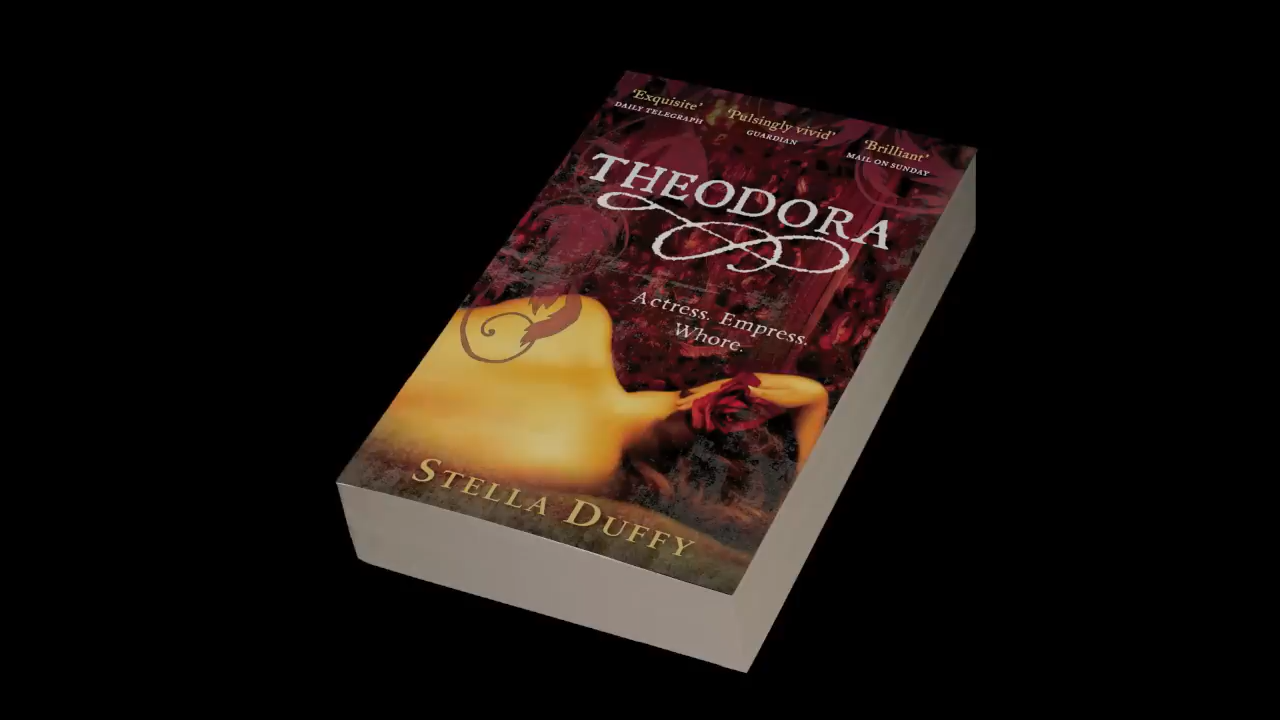 ‘Exquisite’
DAILY TELEGRAPH
‘Pulsingly vivid’
GUARDIAN
‘Brilliant’
MAIL ON SUNDAY
THEODORA
Actress. Empress.
Whore.
STELLA DUFFY